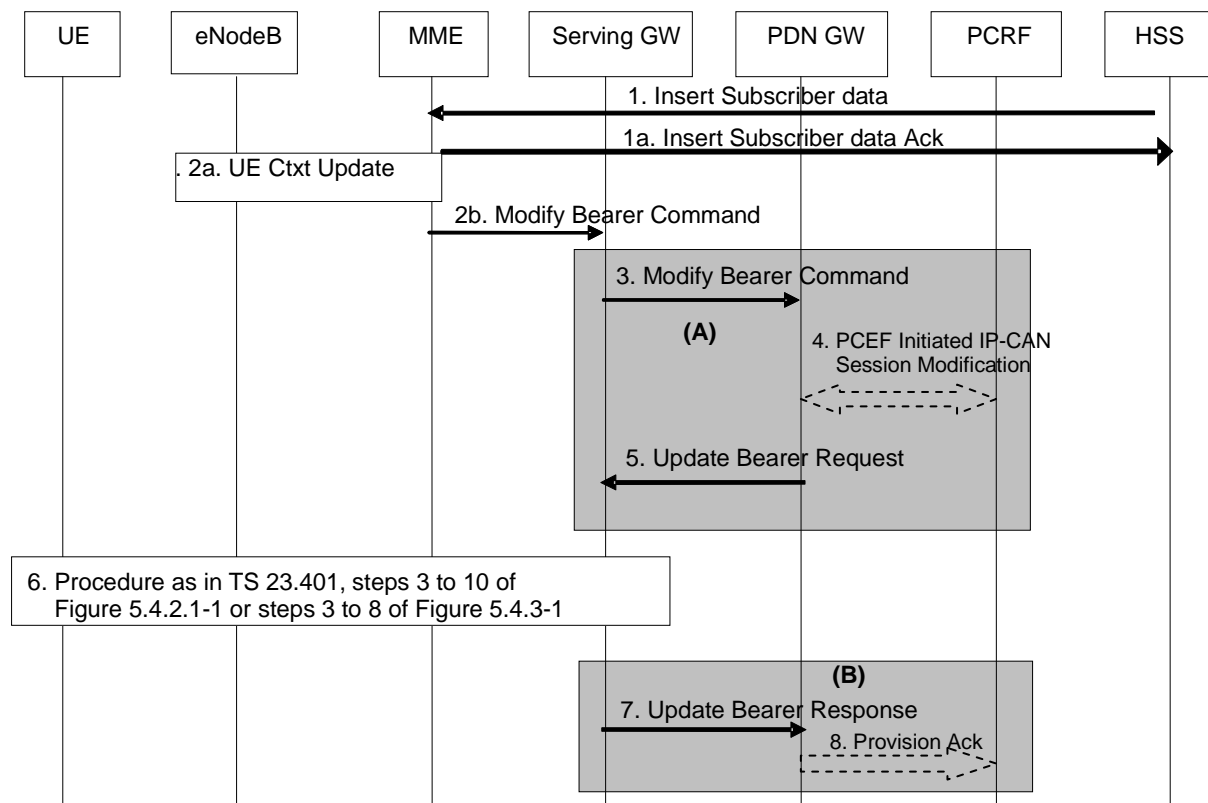 UE
eNodeB
MME
Serving GW
PDN GW
PCRF
HSS
1. Insert Subscriber data
1a. Insert Subscriber data Ack
. 2a. UE Ctxt Update
2b. Modify Bearer Command
3. Modify Bearer Command
(A)
4. PCEF Initiated IP-CAN
Session Modification
5. Update Bearer Request
6. Procedure as in TS 23.401, steps 3 to 10 of
Figure 5.4.2.1-1 or steps 3 to 8 of Figure 5.4.3-1
(B)
7. Update Bearer Response
8. Provision Ack